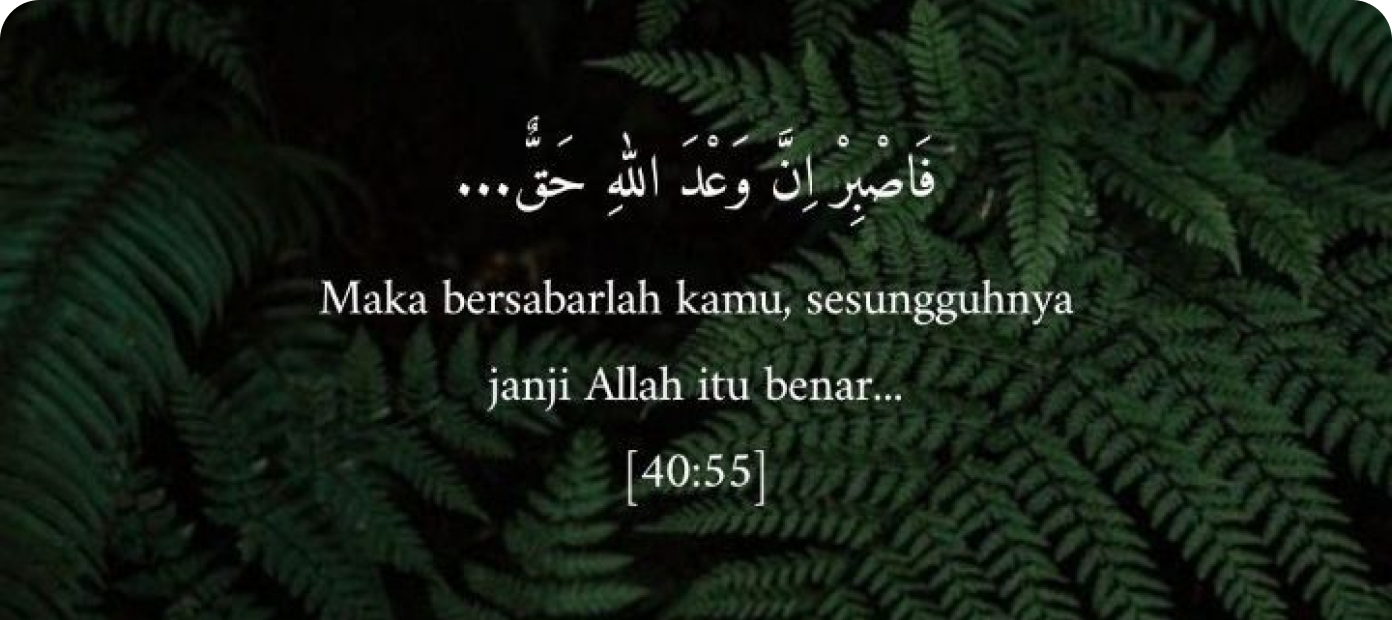 فَاصْبِرْ اِنَّ وَعْدَ اللّٰهِ حَقٌّ...
Maka bersabarlah kamu, sesungguhnya
janji Allah itu benar...
[40:55]